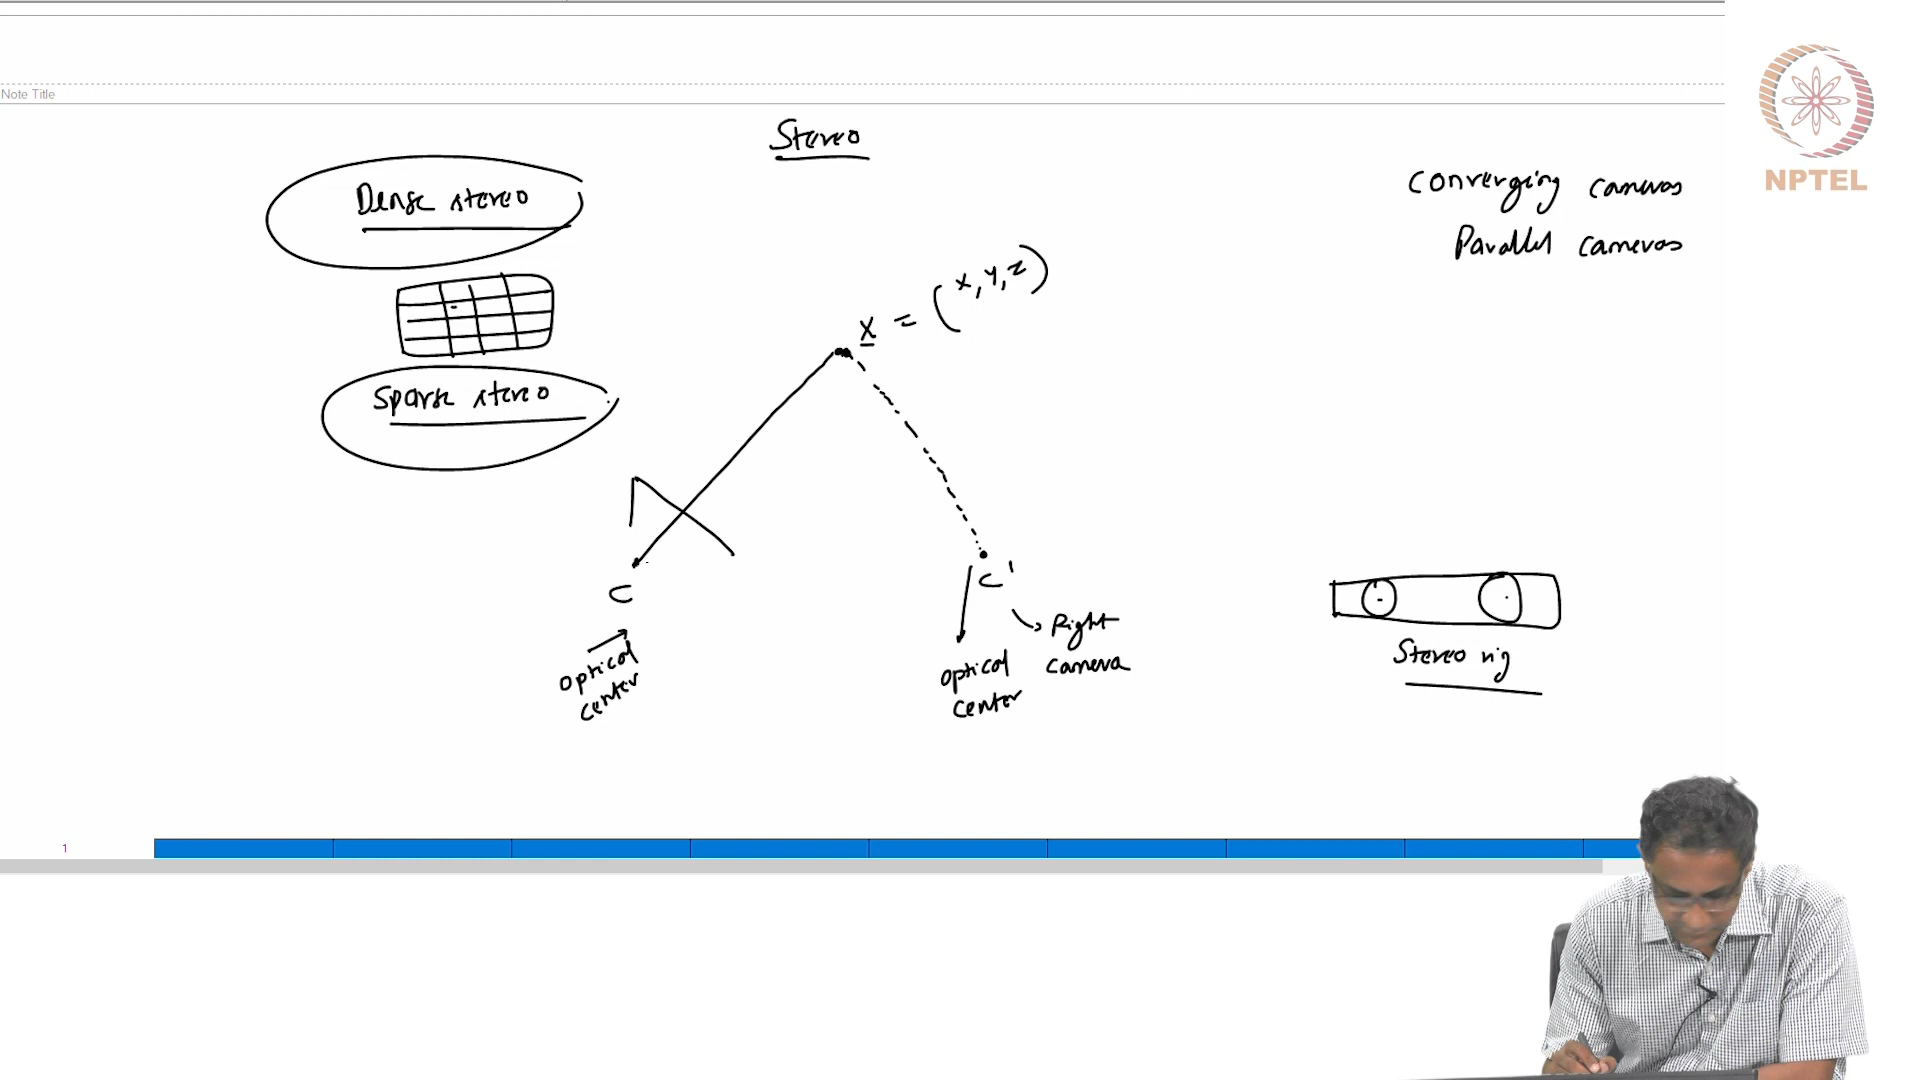 Note Title
Stereo
Dense stereo
Converging cameras
Parallel cameras
X = (X, Y, Z)
Sparse stereo
C
C'
Optical
center
Right
camera
Optical
center
Stereo rig
1
NPTEL